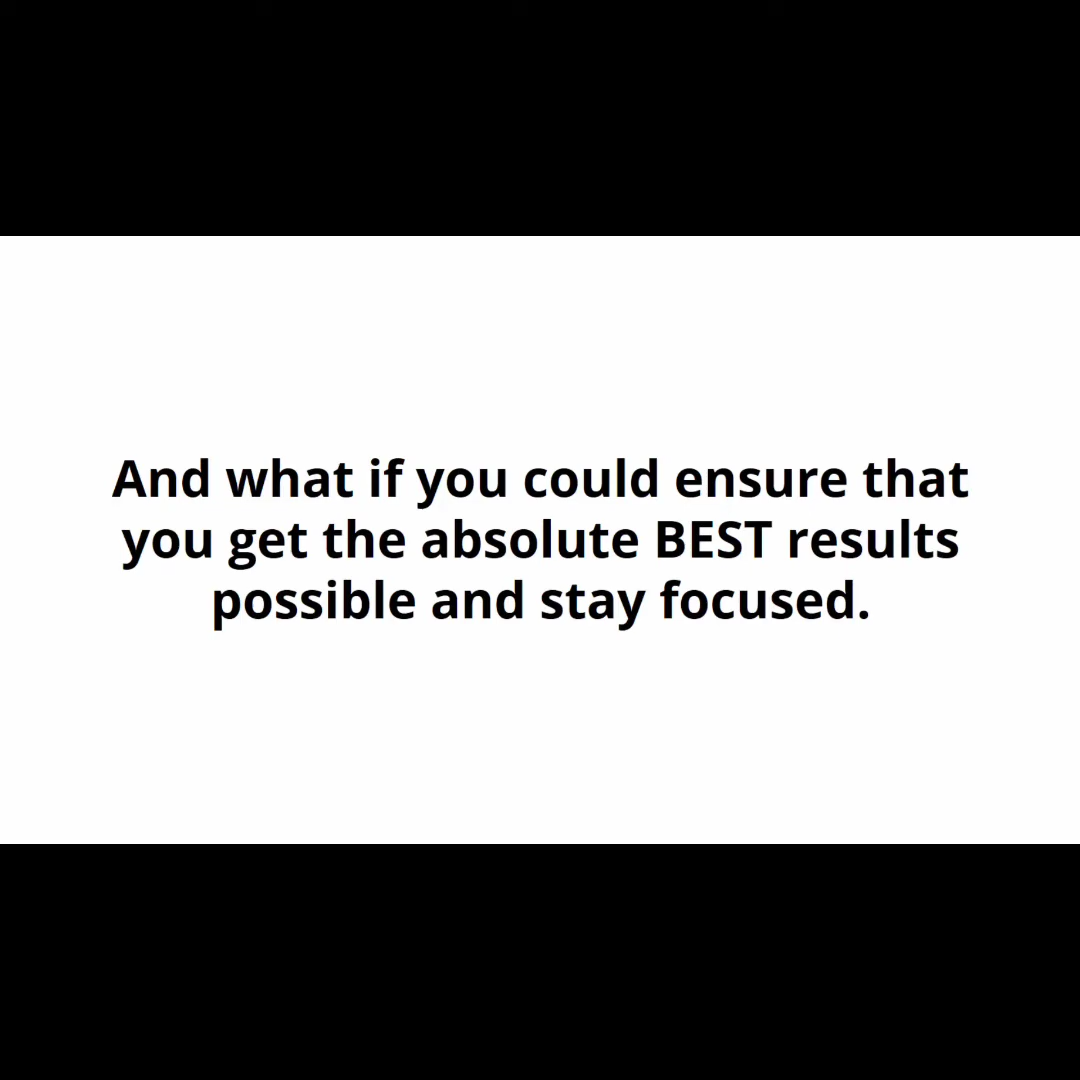 And what if you could ensure that
you get the absolute BEST results
possible and stay focused.